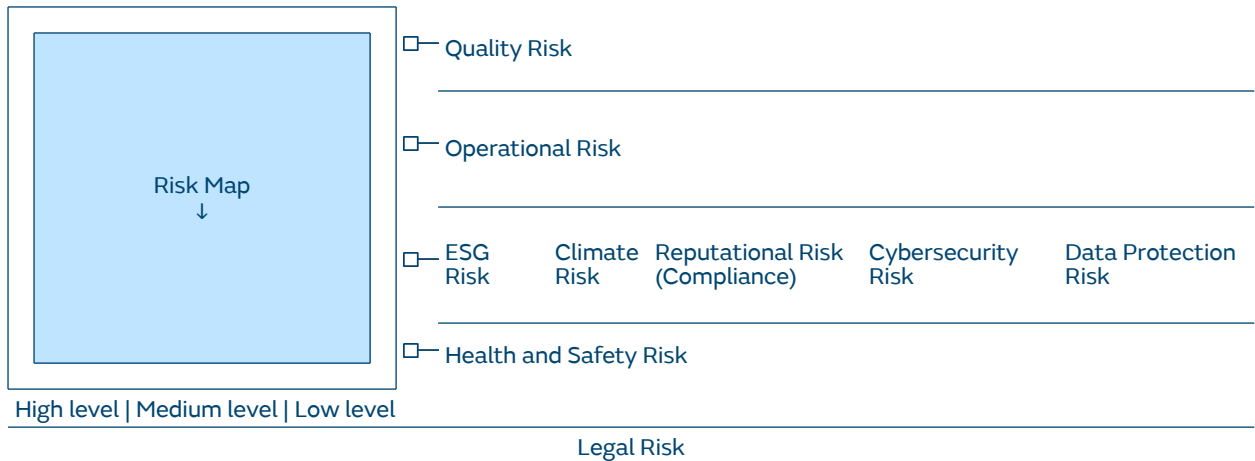 Risk Map
↓
Quality Risk
Operational Risk
ESG
Risk
Climate
Risk
Reputational Risk
(Compliance)
Cybersecurity
Risk
Data Protection
Risk
Health and Safety Risk
High level | Medium level | Low level
Legal Risk